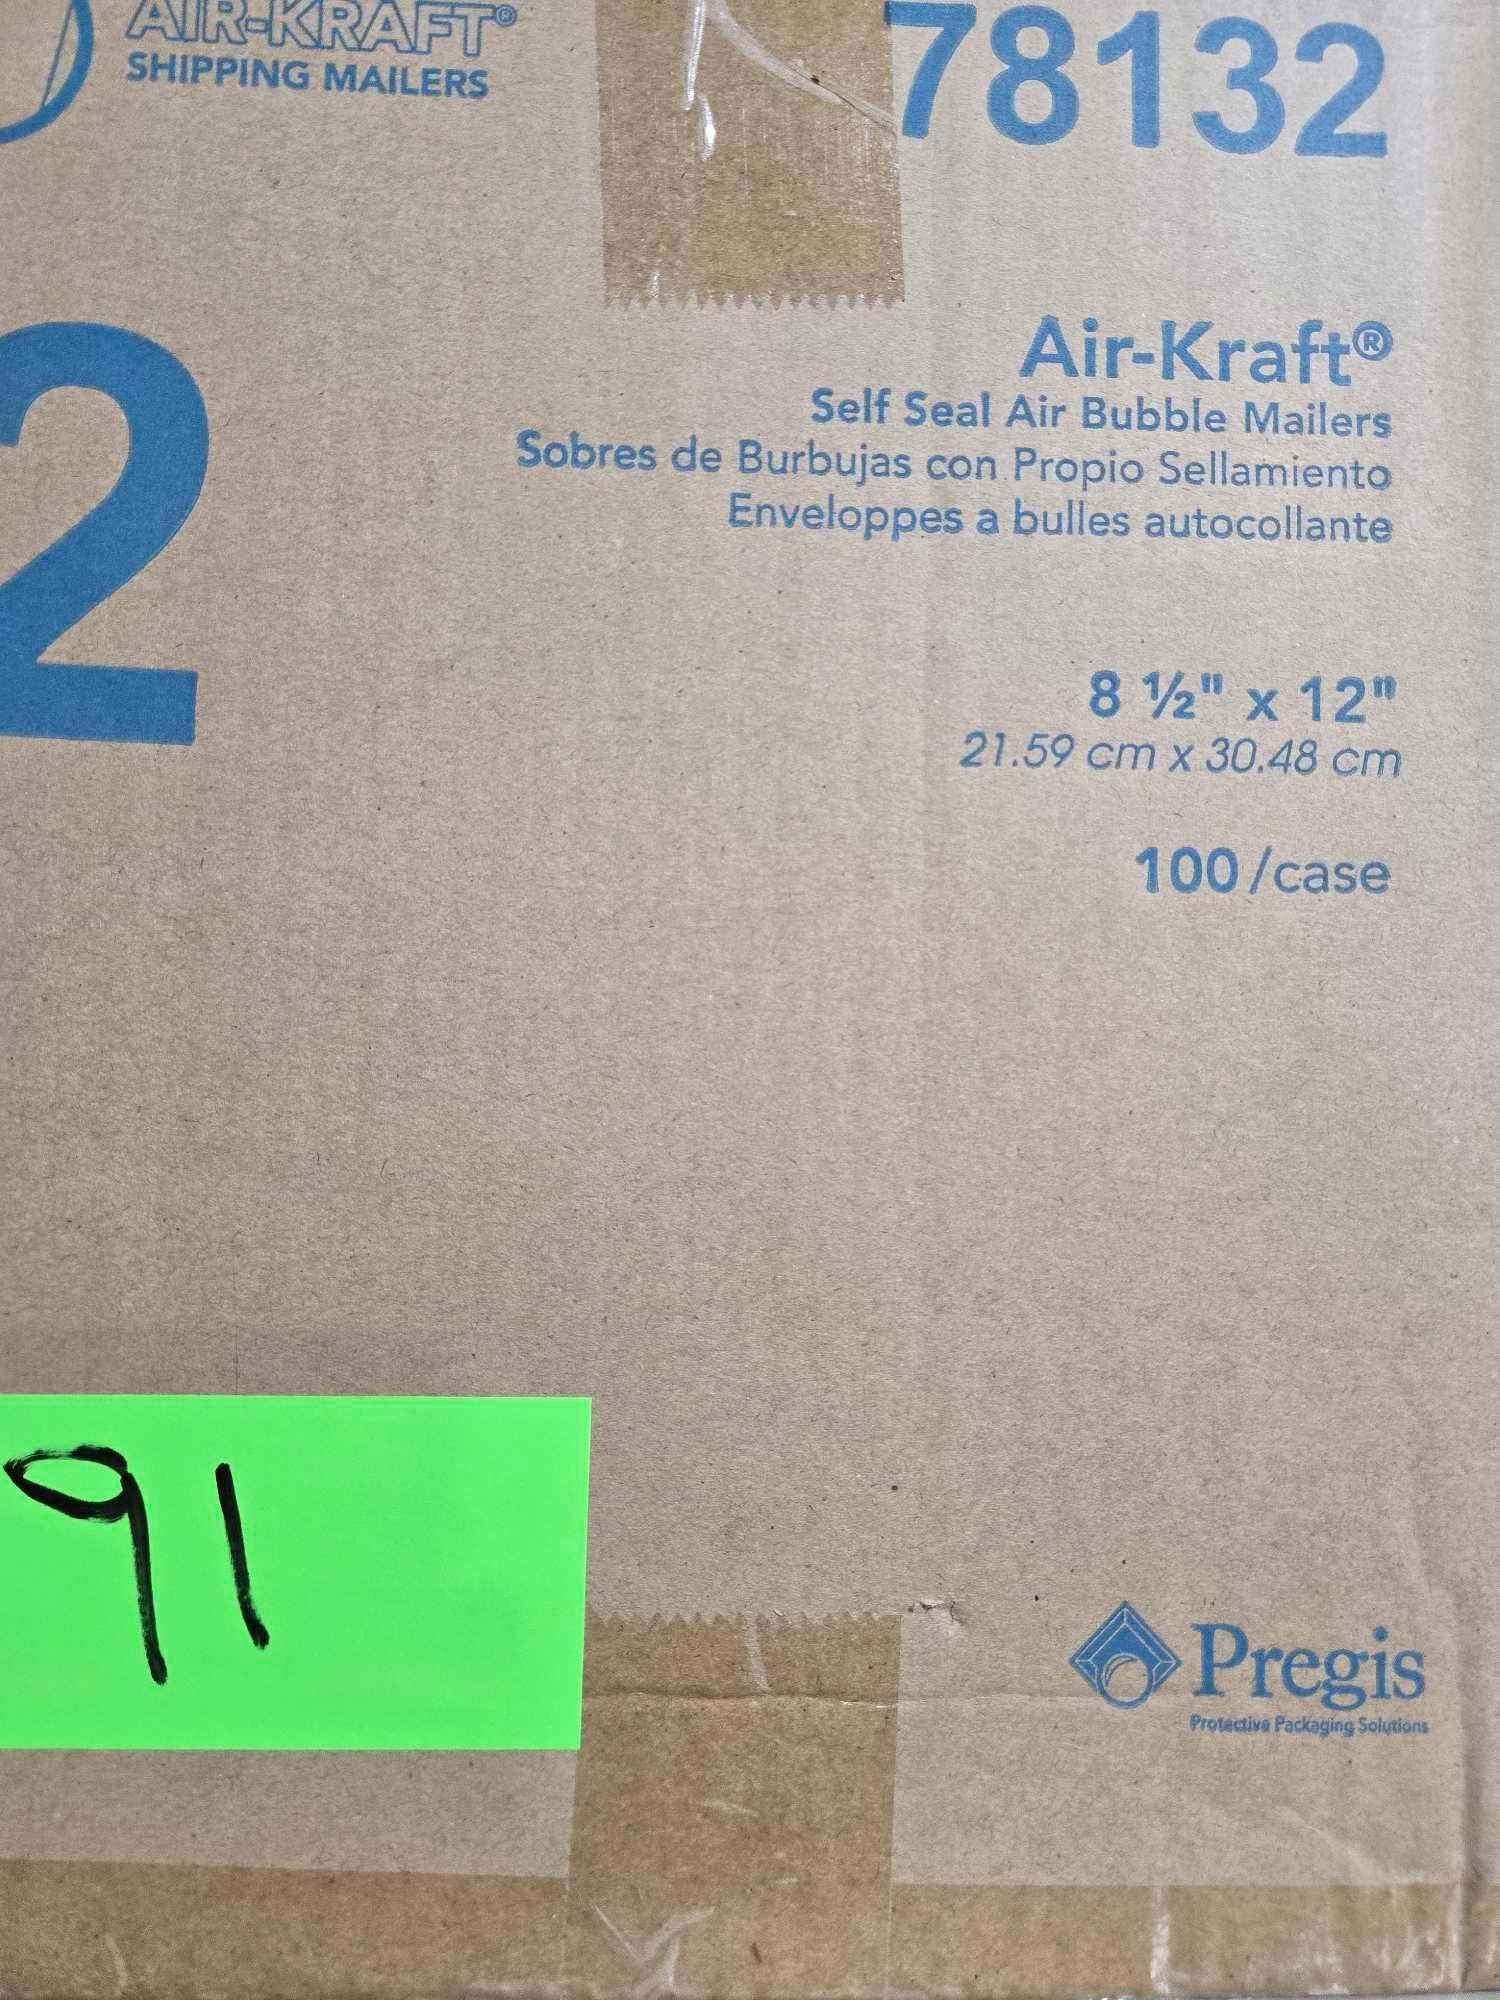 AIR-KRAFT®
SHIPPING MAILERS
78132
2
Air-Kraft®
Self Seal Air Bubble Mailers
Sobres de Burbujas con Propio Sellamiento
Enveloppes a bulles autocollante
8 ½" x 12"
21.59 cm x 30.48 cm
100/case
91
Pregis
Protective Packaging Solutions